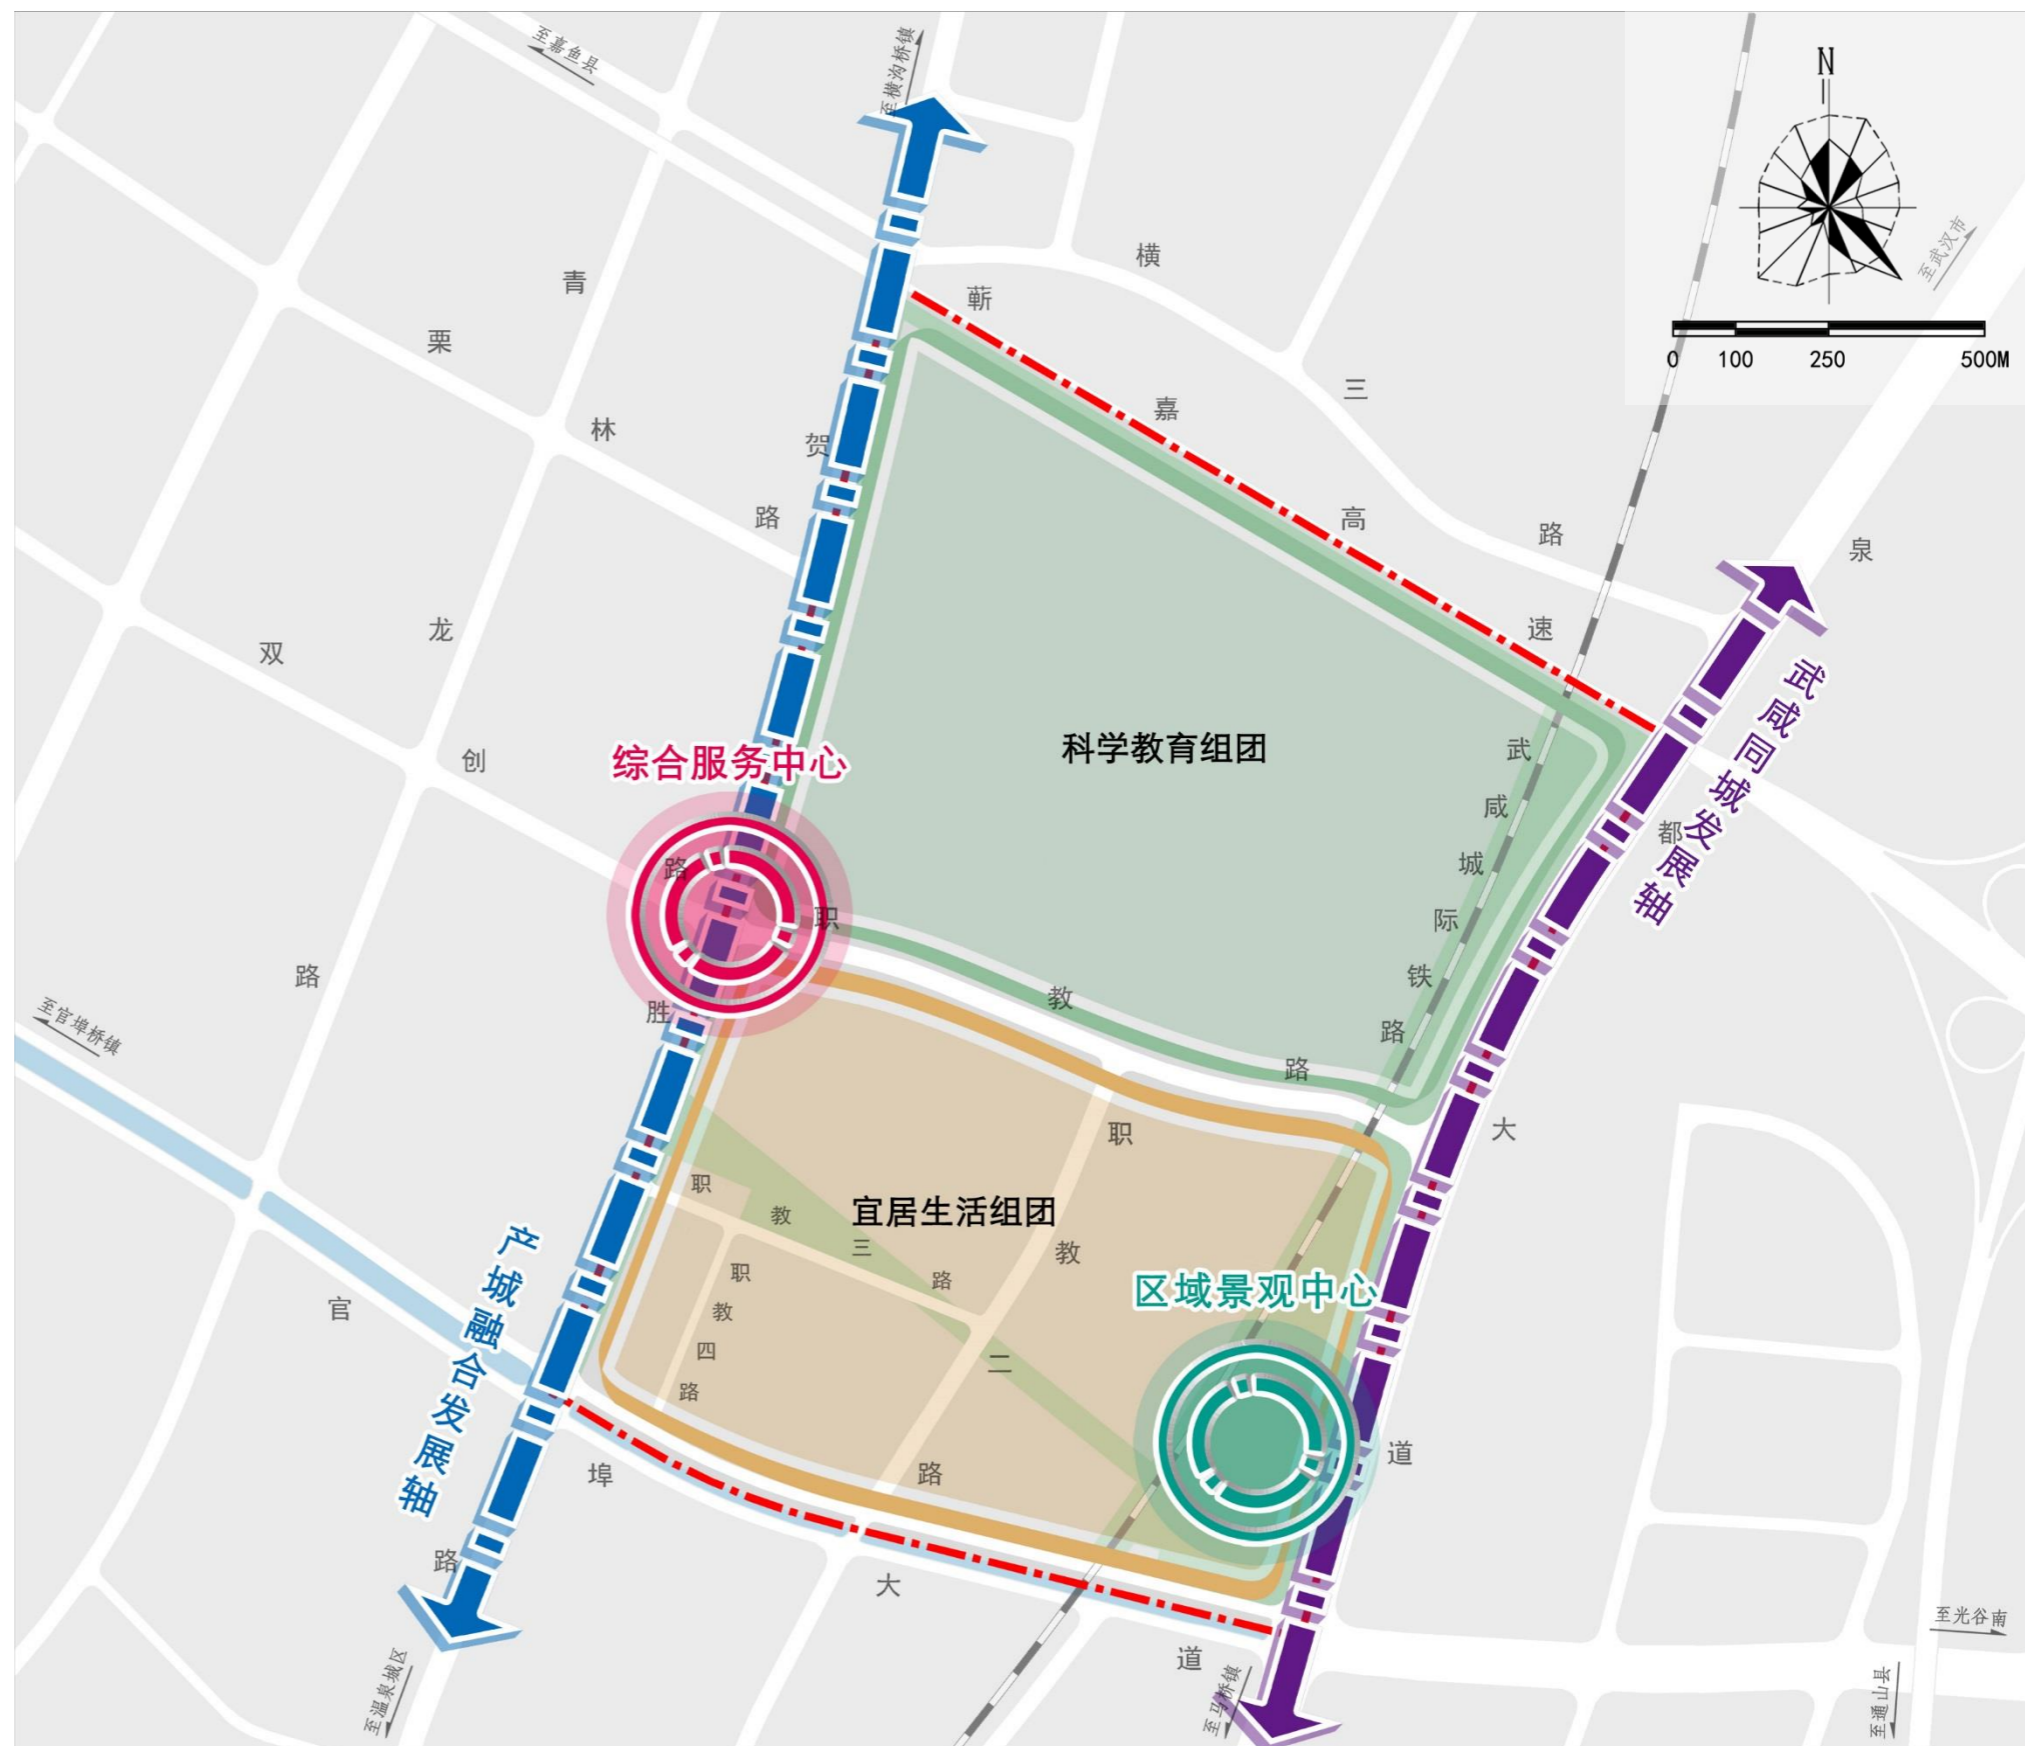 至嘉鱼县
至横沟桥镇
N
至武汉市
0 100 250 500M
横三路
蕲嘉高速
青林路
栗
贺胜路
双龙路
创
路
泉都大道
武咸同城发展轴
综合服务中心
科学教育组团
武咸城际铁路
职教路
至官埠桥镇
宜居生活组团
职教二路
职教三路
职教四路
区域景观中心
产城融合发展轴
官埠大道
路
至温泉城区
至马桥镇
至光谷南
至通山县